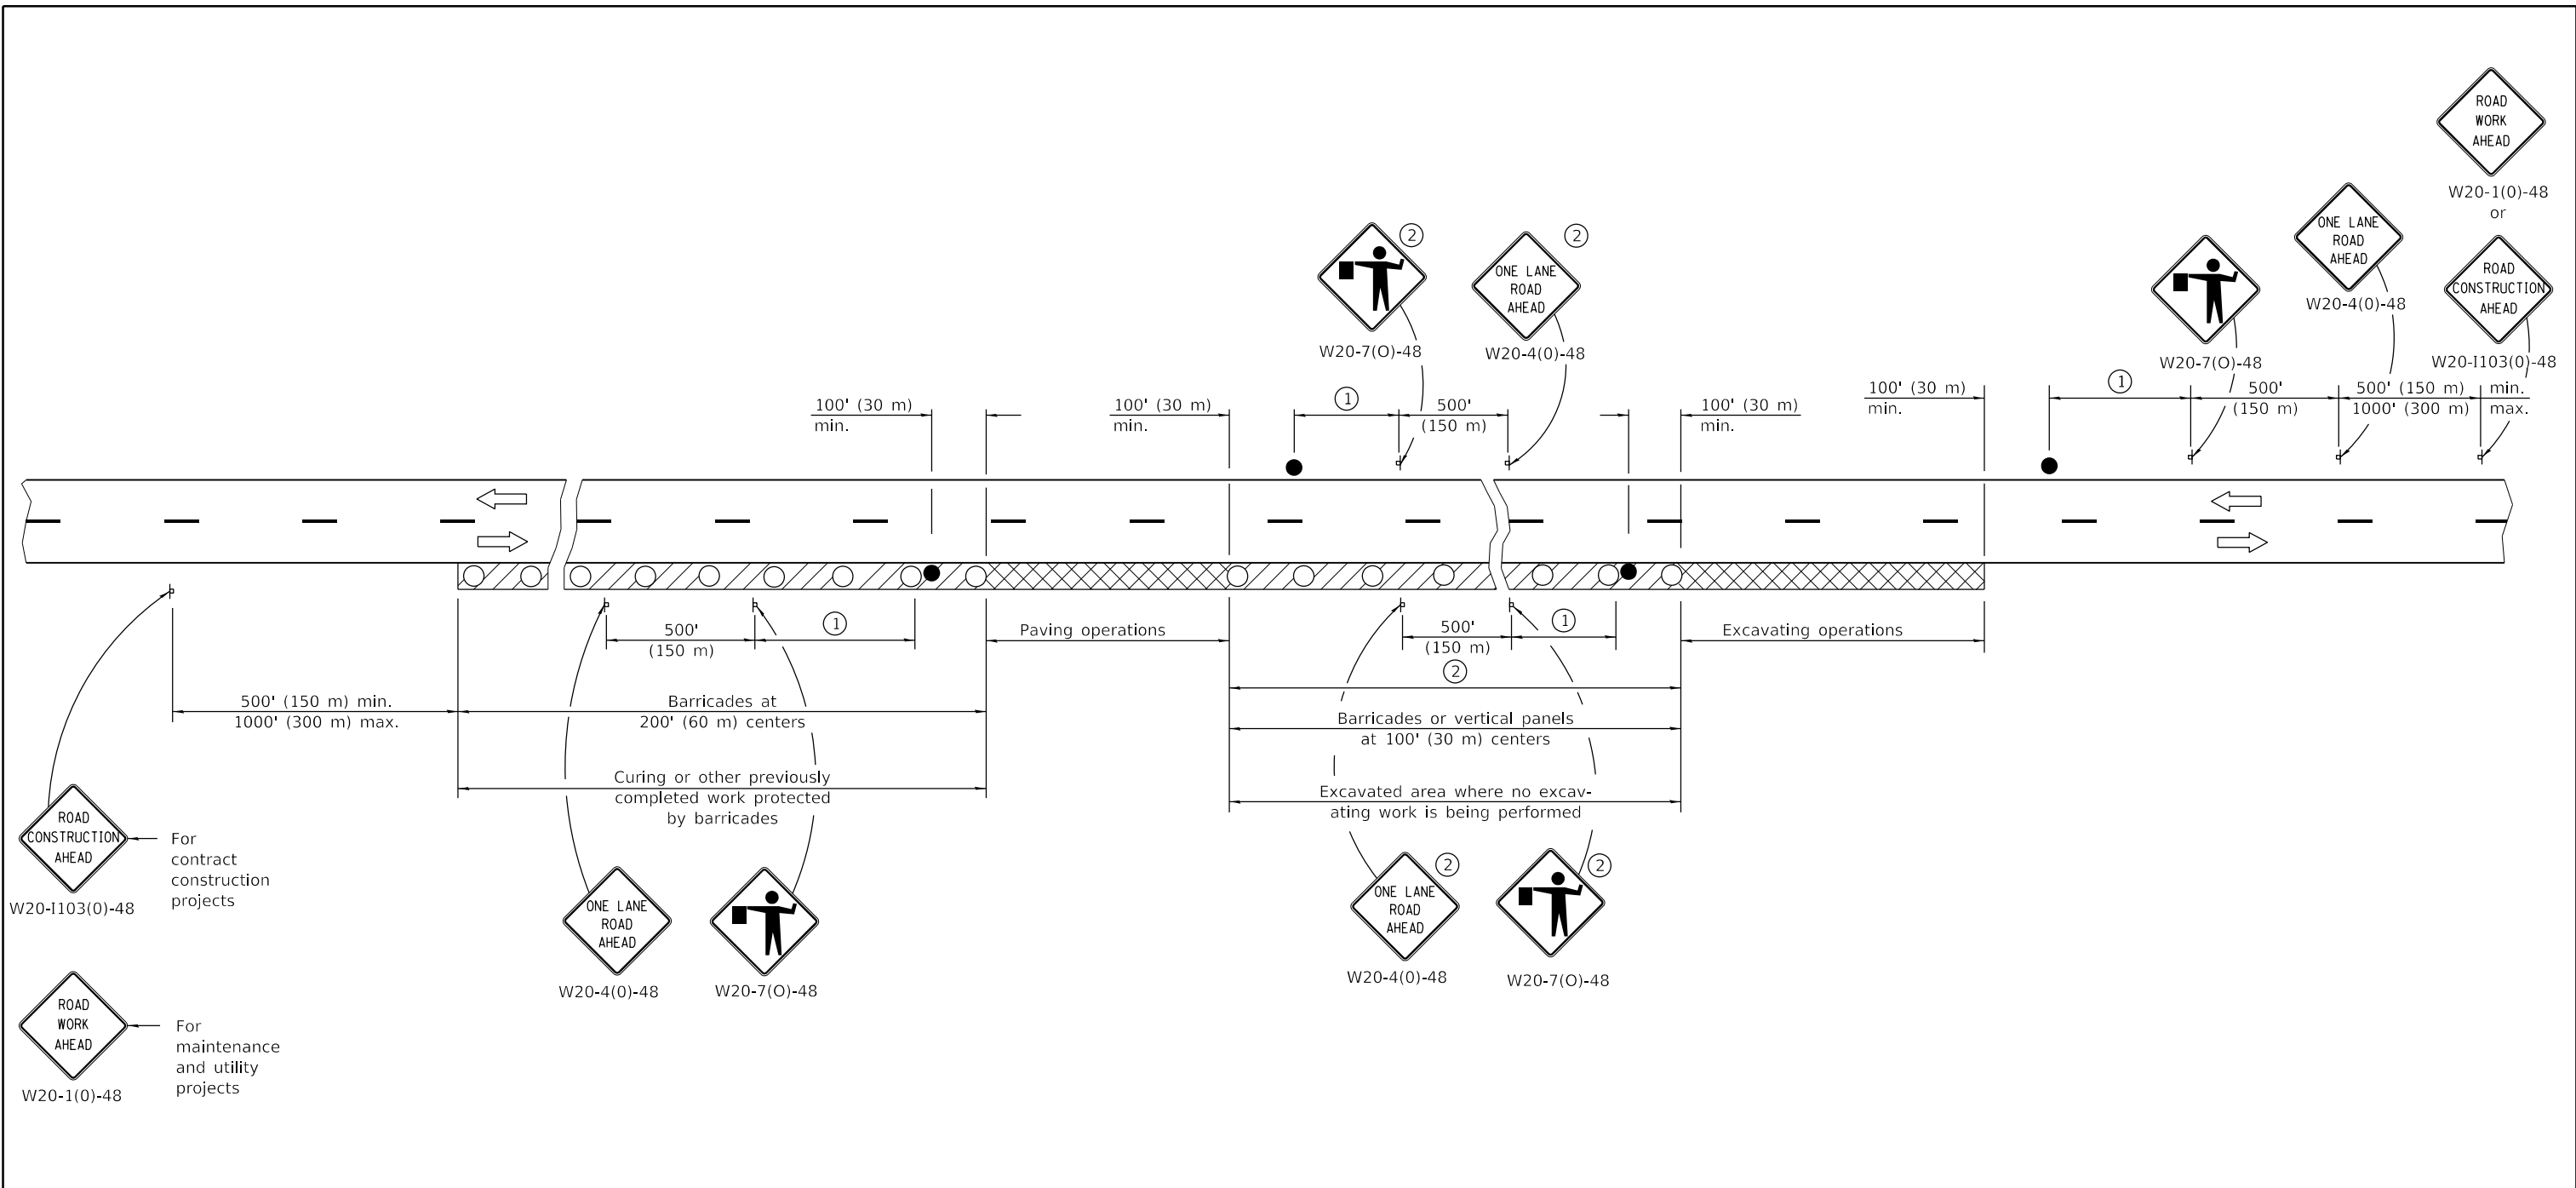 ROAD
WORK
AHEAD
W20-1(0)-48
or
ROAD
CONSTRUCTION
AHEAD
W20-I103(0)-48
ONE LANE
ROAD
AHEAD
W20-4(0)-48
W20-7(O)-48
2
W20-7(O)-48
2
ONE LANE
ROAD
AHEAD
W20-4(0)-48
100' (30 m)
min.
100' (30 m)
min.
1
500'
(150 m)
100' (30 m)
min.
100' (30 m)
min.
1
500'
(150 m)
500' (150 m) min.
1000' (300 m) max.
500'
(150 m)
1
Paving operations
500'
(150 m)
1
Excavating operations
2
500' (150 m) min.
1000' (300 m) max.
Barricades at
200' (60 m) centers
Barricades or vertical panels
at 100' (30 m) centers
Curing or other previously
completed work protected
by barricades
Excavated area where no excav-
ating work is being performed
ROAD
CONSTRUCTION
AHEAD
W20-I103(0)-48
For
contract
construction
projects
ONE LANE
ROAD
AHEAD
W20-4(0)-48
W20-7(O)-48
2
ONE LANE
ROAD
AHEAD
W20-4(0)-48
2
W20-7(O)-48
ROAD
WORK
AHEAD
W20-1(0)-48
For
maintenance
and utility
projects